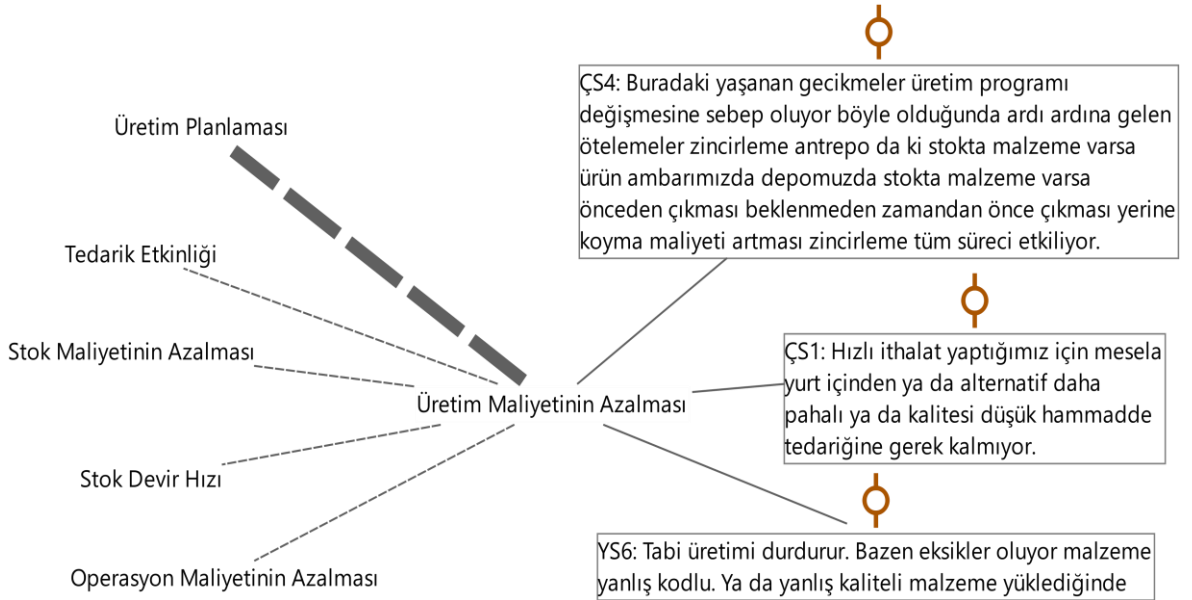 Üretim Planlaması
Tedarik Etkinliği
Stok Maliyetinin Azalması
Üretim Maliyetinin Azalması
Stok Devir Hızı
Operasyon Maliyetinin Azalması
ÇS4: Buradaki yaşanan gecikmeler üretim programı
değişmesine sebep oluyor böyle olduğunda ardı ardına gelen
ötelemeler zincirleme antrepo da ki stokta malzeme varsa
ürün ambarımızda depomuzda stokta malzeme varsa
önceden çıkması beklenmeden zamandan önce çıkması yerine
koyma maliyeti artması zincirleme tüm süreci etkiliyor.
ÇS1: Hızlı ithalat yaptığımız için mesela
yurt içinden ya da alternatif daha
pahalı ya da kalitesi düşük hammadde
tedariğine gerek kalmıyor.
YS6: Tabi üretimi durdurur. Bazen eksikler oluyor malzeme
yanlış kodlu. Ya da yanlış kaliteli malzeme yüklediğinde